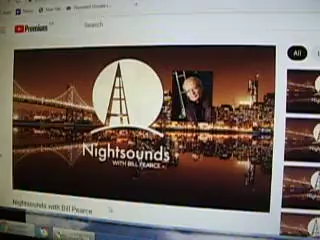 Premium
Search
All
Nightsounds
WITH BILL PEARCE
Nightsounds with Bill Pearce